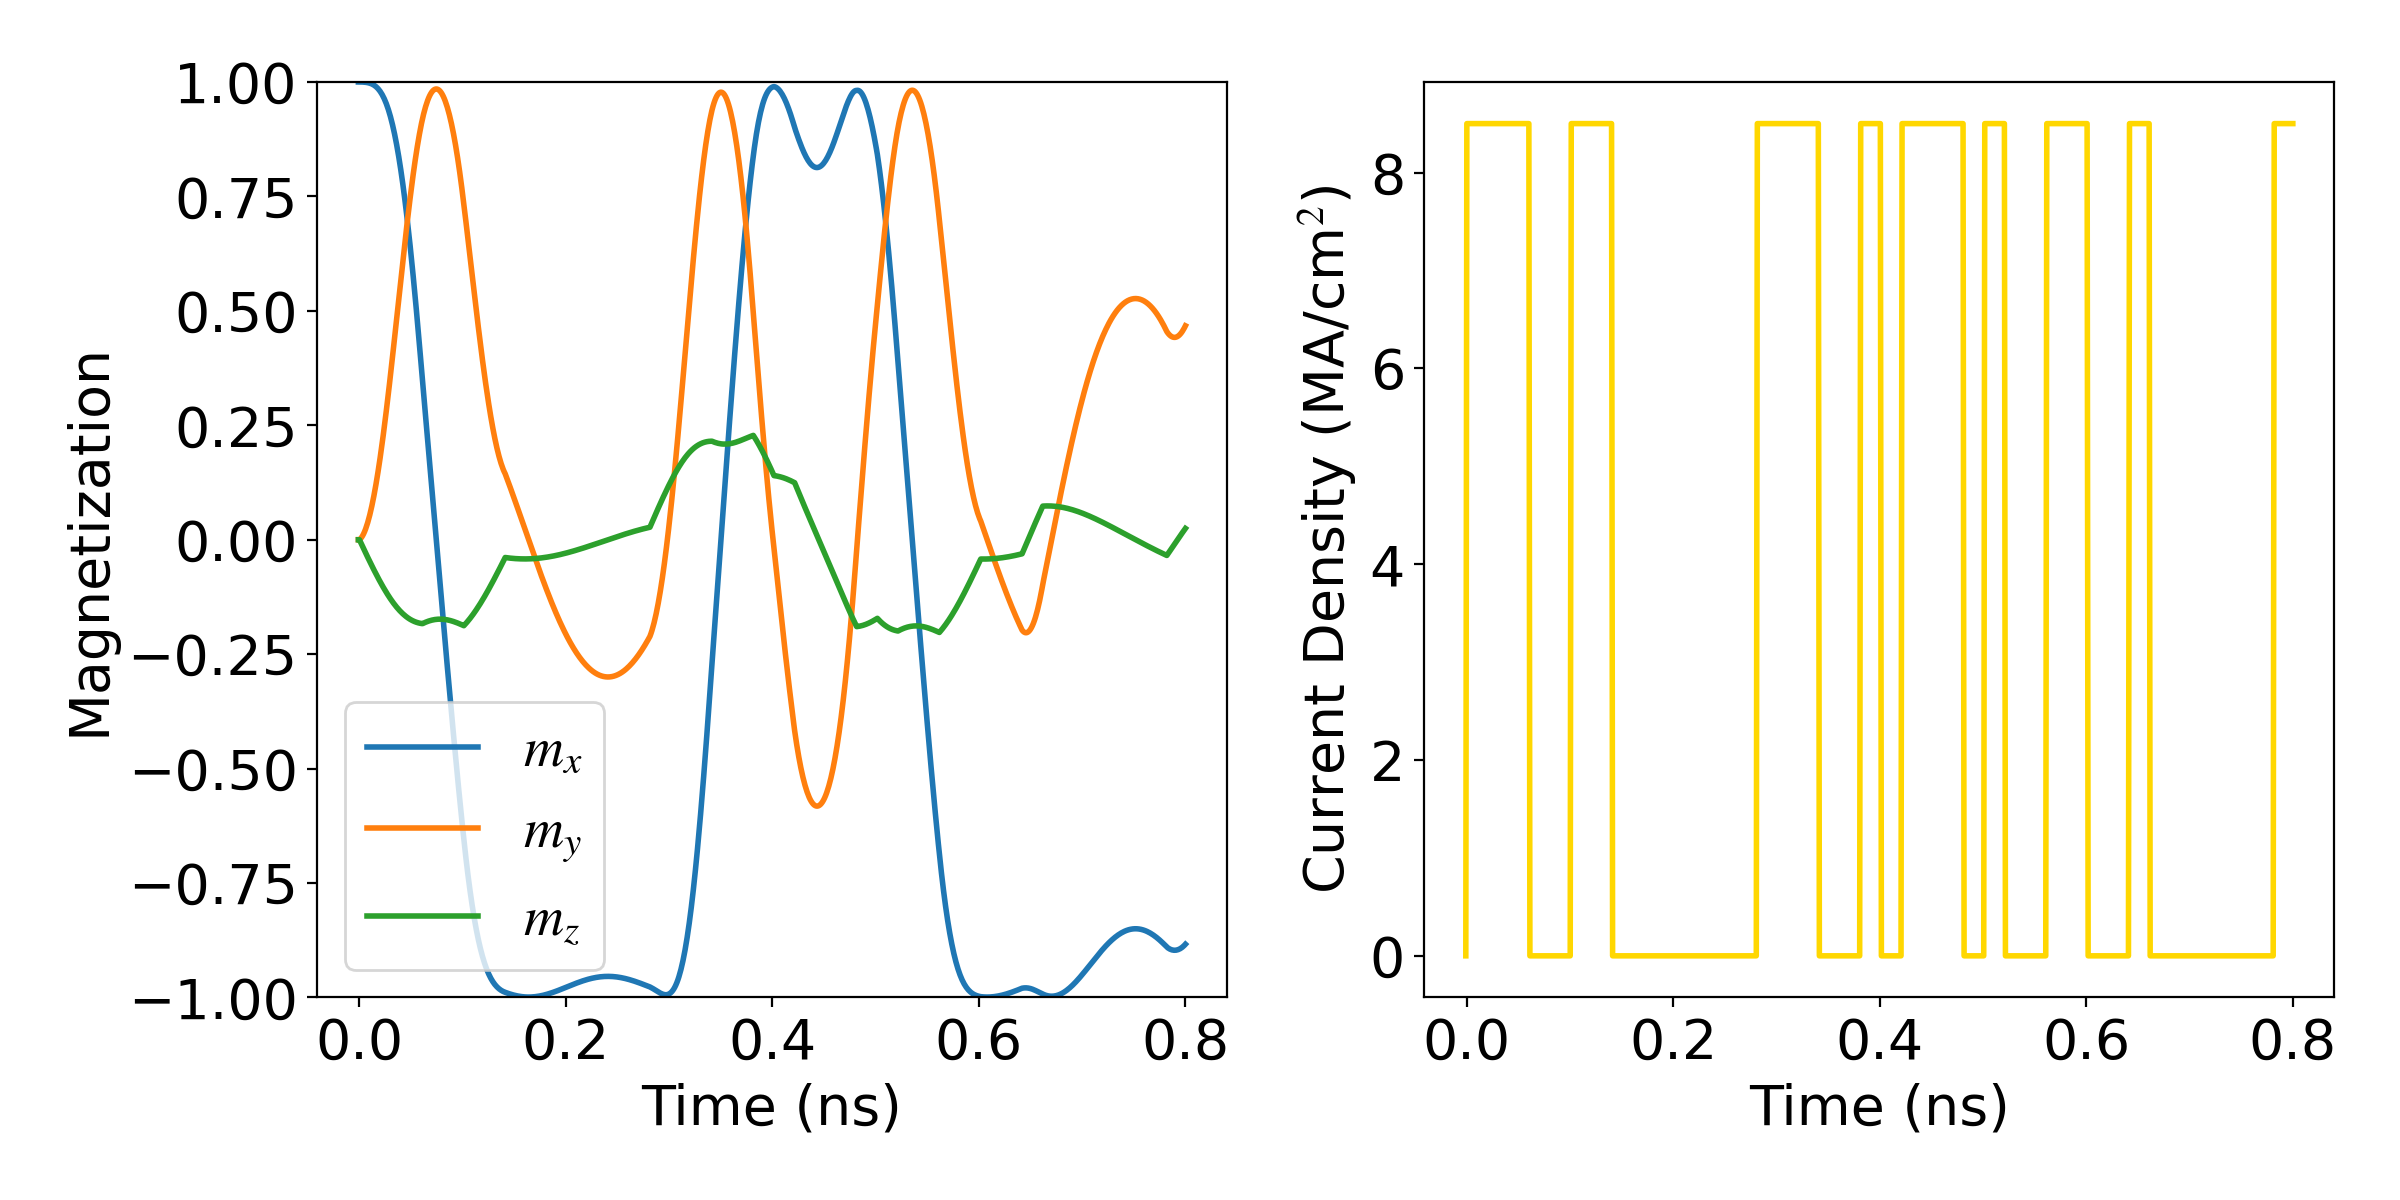 Magnetization
1.00
0.75
0.50
0.25
0.00
−0.25
−0.50
−0.75
−1.00
m_x
m_y
m_z
0.0 0.2 0.4 0.6 0.8
Time (ns)
Current Density (MA/cm²)
8
6
4
2
0
0.0 0.2 0.4 0.6 0.8
Time (ns)